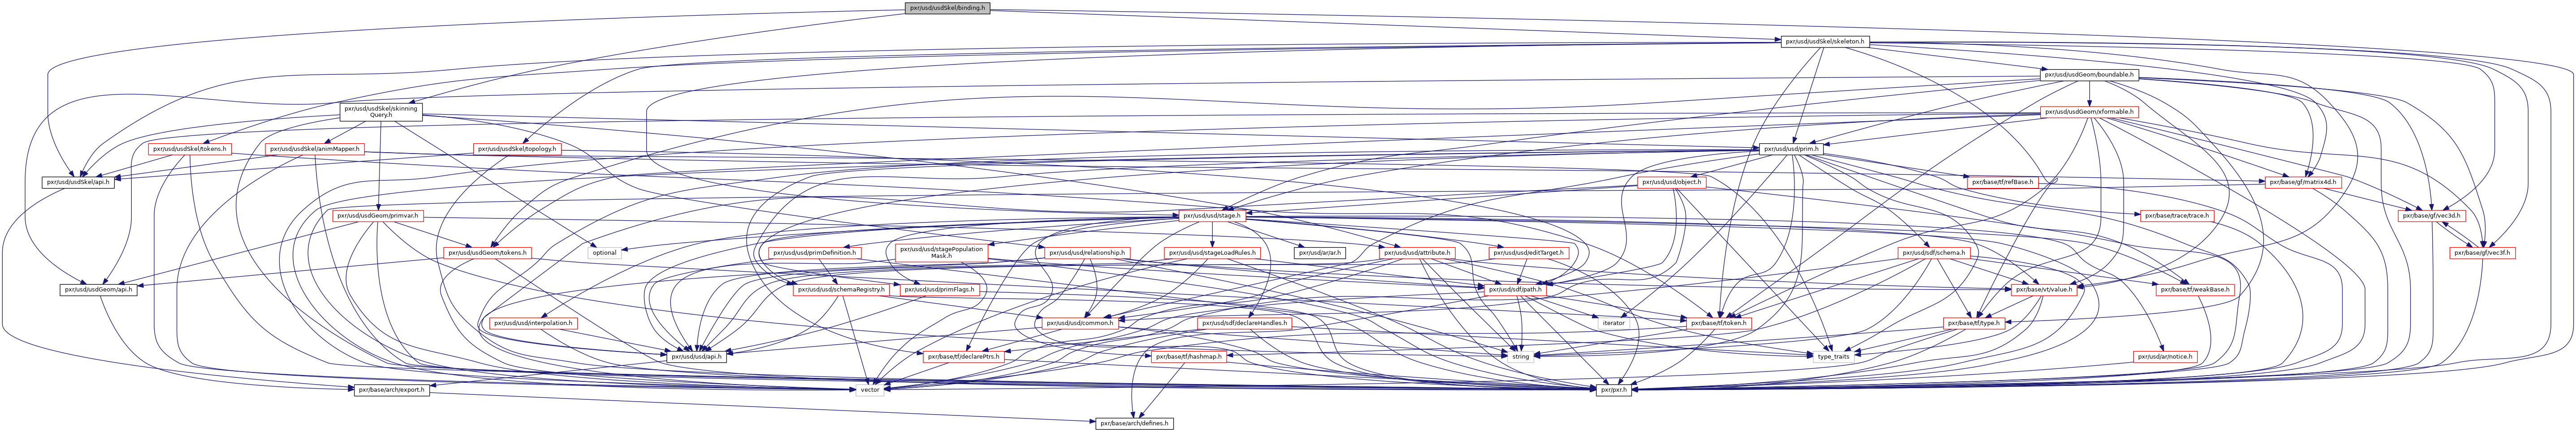 pxr/usd/usdSkel/binding.h
pxr/usd/usdSkel/skeleton.h
pxr/usd/usdGeom/boundable.h
pxr/usd/usdSkel/skinning
Query.h
pxr/usd/usdGeom/xformable.h
pxr/usd/usdSkel/tokens.h
pxr/usd/usdSkel/animMapper.h
pxr/usd/usdSkel/topology.h
pxr/usd/usd/prim.h
pxr/usd/usdSkel/api.h
pxr/usd/usd/object.h
pxr/base/tf/refBase.h
pxr/base/gf/matrix4d.h
pxr/usd/usdGeom/primvar.h
pxr/usd/usd/stage.h
pxr/base/trace/trace.h
pxr/base/gf/vec3d.h
pxr/usd/usdGeom/tokens.h
optional
pxr/usd/usd/primDefinition.h
pxr/usd/usd/stagePopulation
Mask.h
pxr/usd/usd/relationship.h
pxr/usd/usd/stageLoadRules.h
pxr/usd/ar/ar.h
pxr/usd/usd/attribute.h
pxr/usd/usd/editTarget.h
pxr/usd/sdf/schema.h
pxr/base/gf/vec3f.h
pxr/usd/usdGeom/api.h
pxr/usd/usd/schemaRegistry.h
pxr/usd/usd/primFlags.h
pxr/usd/sdf/path.h
pxr/base/vt/value.h
pxr/base/tf/weakBase.h
pxr/usd/usd/interpolation.h
pxr/usd/usd/common.h
pxr/usd/sdf/declareHandles.h
iterator
pxr/base/tf/token.h
pxr/base/tf/type.h
pxr/usd/usd/api.h
pxr/base/tf/declarePtrs.h
pxr/base/tf/hashmap.h
string
type_traits
pxr/usd/ar/notice.h
pxr/base/arch/export.h
vector
pxr/pxr.h
pxr/base/arch/defines.h